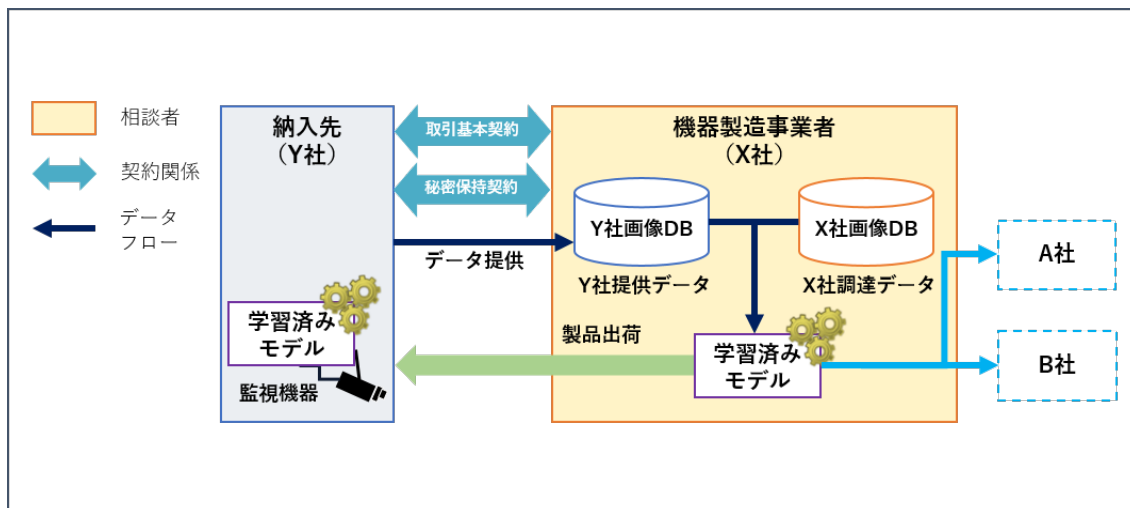 相談者
契約関係
データ
フロー
納入先
（Y社）
取引基本契約
秘密保持契約
機器製造事業者
（X社）
Y社画像DB
X社画像DB
データ提供
Y社提供データ
X社調達データ
学習済み
モデル
監視機器
製品出荷
学習済み
モデル
A社
B社